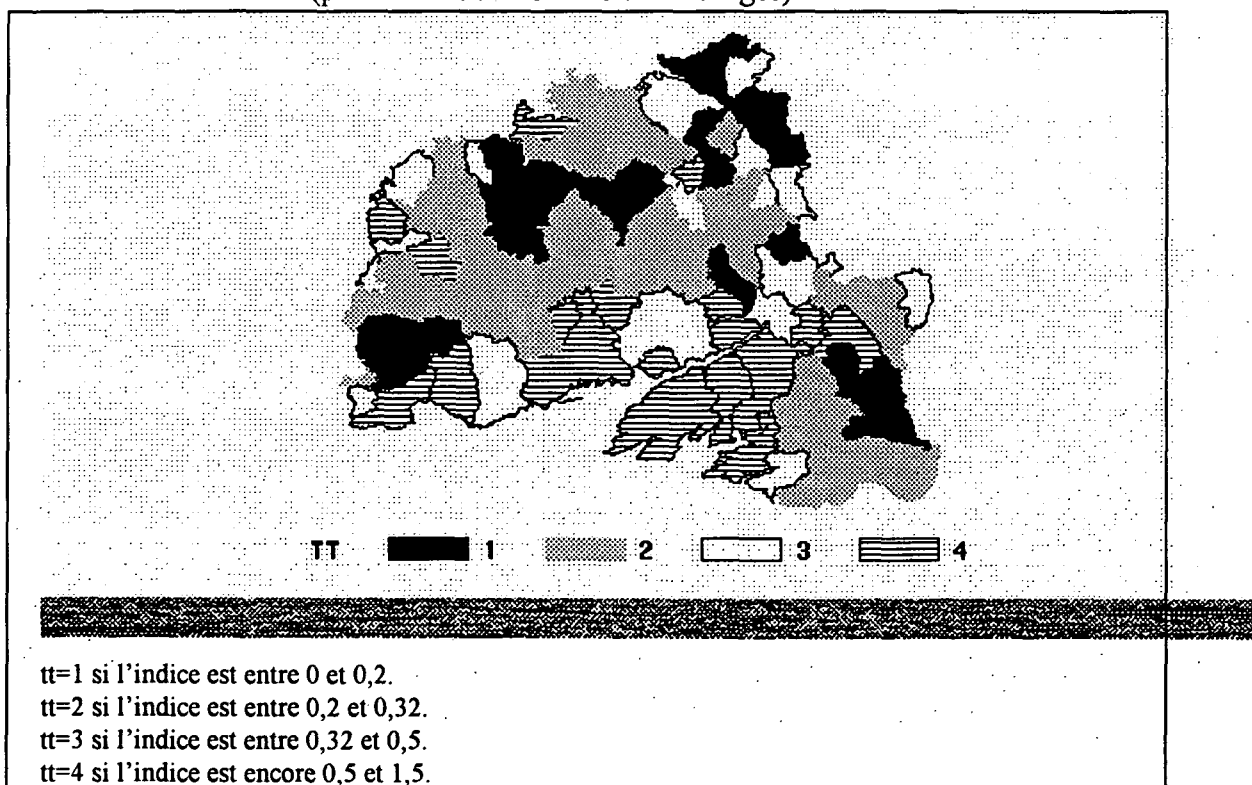 TT 1 2 3 4
tt=1 si l'indice est entre 0 et 0,2.
tt=2 si l'indice est entre 0,2 et 0,32.
tt=3 si l'indice est entre 0,32 et 0,5.
tt=4 si l'indice est encore 0,5 et 1,5.